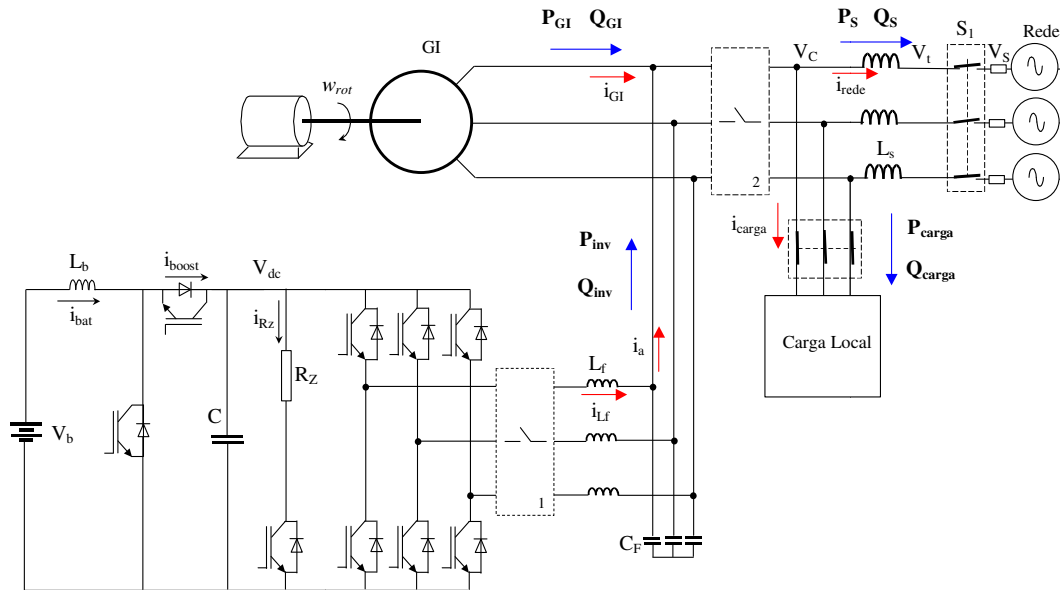 P_GI Q_GI
P_S Q_S
S_1
Rede
GI
V_C
V_t
V_S
w_rot
i_GI
i_rede
L_s
2
i_carga
P_carga
Q_carga
P_inv
Q_inv
L_b
i_boost
V_dc
i_bat
i_Rz
i_a
Carga Local
R_Z
L_f
i_Lf
V_b
C
1
C_F